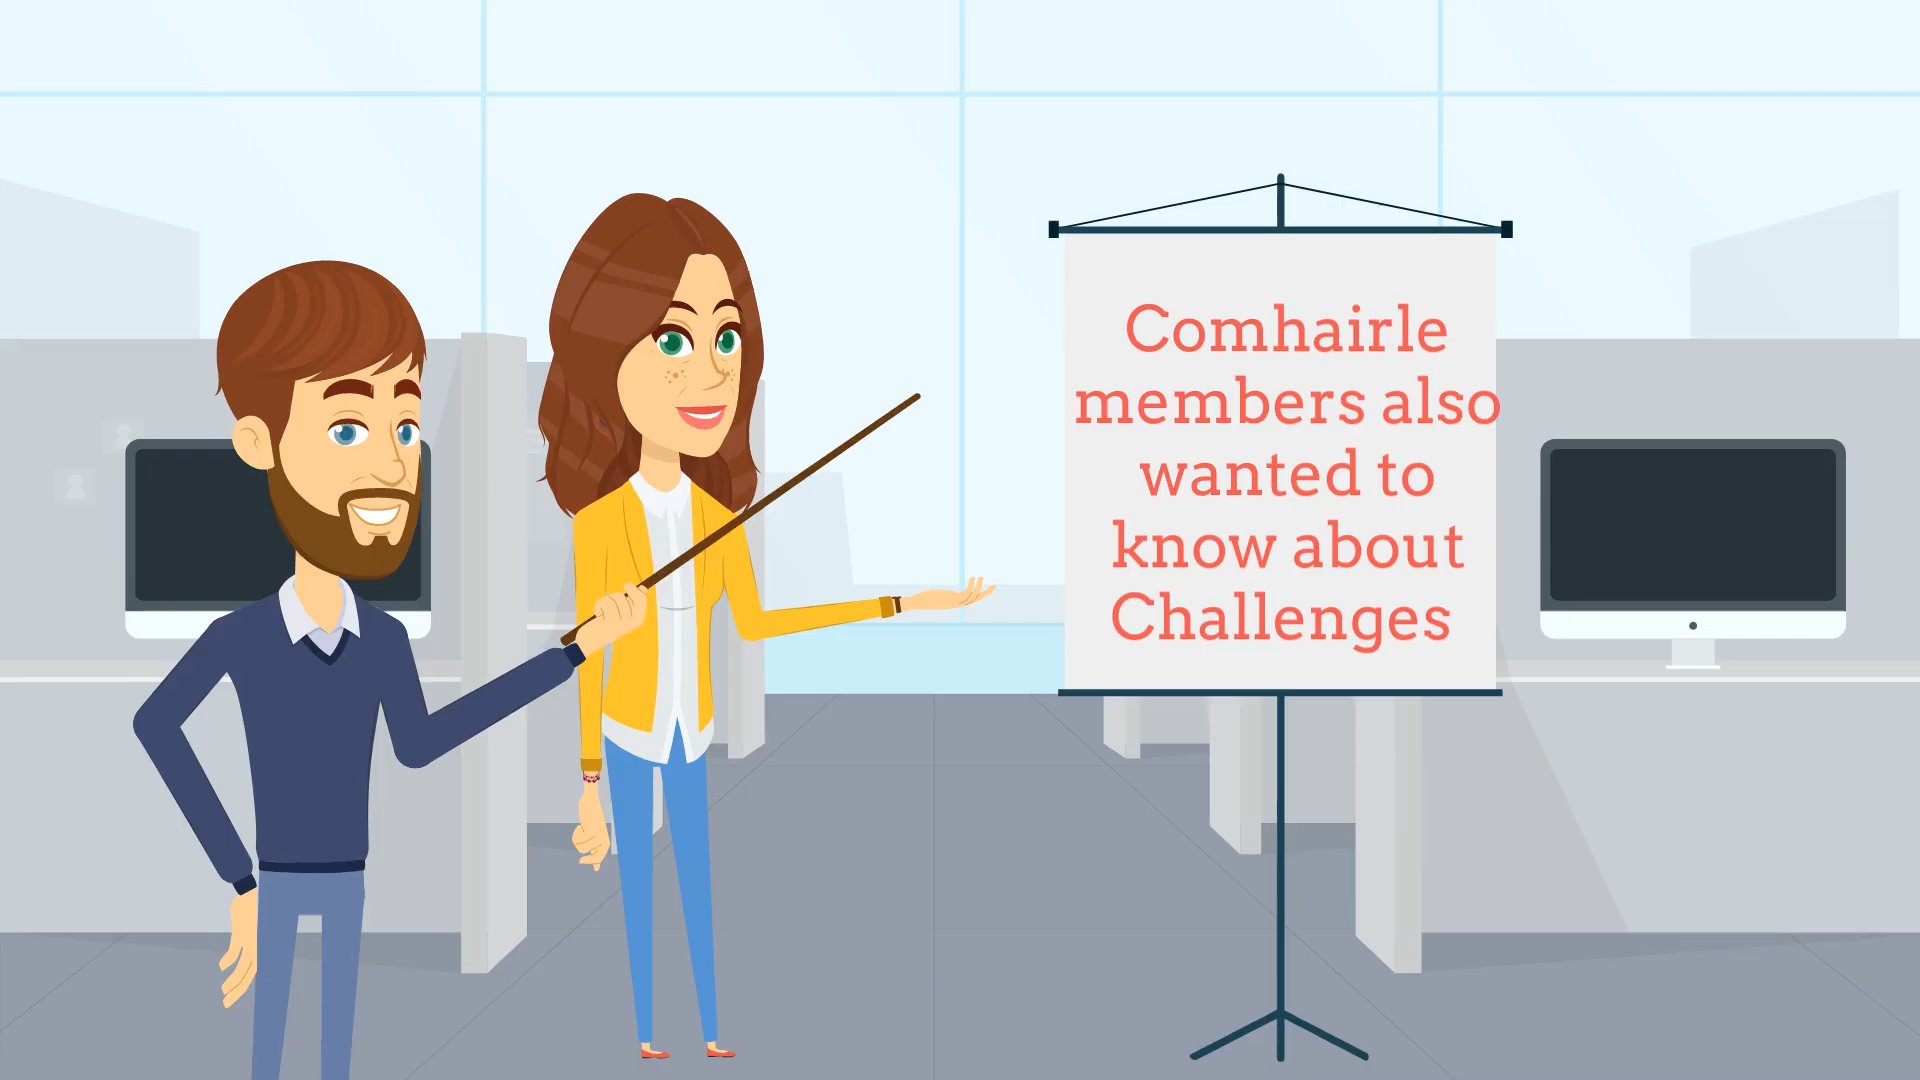 Comhairle
members also
wanted to
know about
Challenges